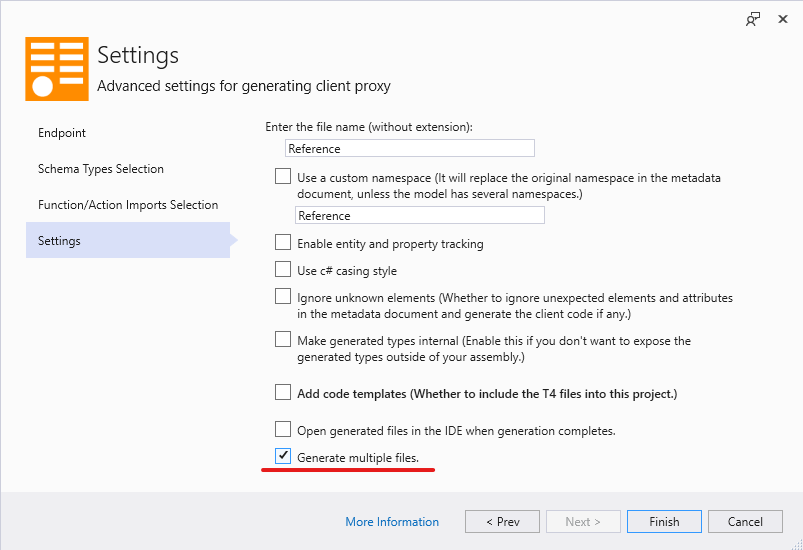 Settings
Advanced settings for generating client proxy
Endpoint
Schema Types Selection
Function/Action Imports Selection
Settings
Enter the file name (without extension):
Reference
Use a custom namespace (It will replace the original namespace in the metadata
document, unless the model has several namespaces.)
Reference
Enable entity and property tracking
Use c# casing style
Ignore unknown elements (Whether to ignore unexpected elements and attributes
in the metadata document and generate the client code if any.)
Make generated types internal (Enable this if you don't want to expose the
generated types outside of your assembly.)
Add code templates (Whether to include the T4 files into this project.)
Open generated files in the IDE when generation completes.
Generate multiple files.
More Information
< Prev
Next >
Finish
Cancel